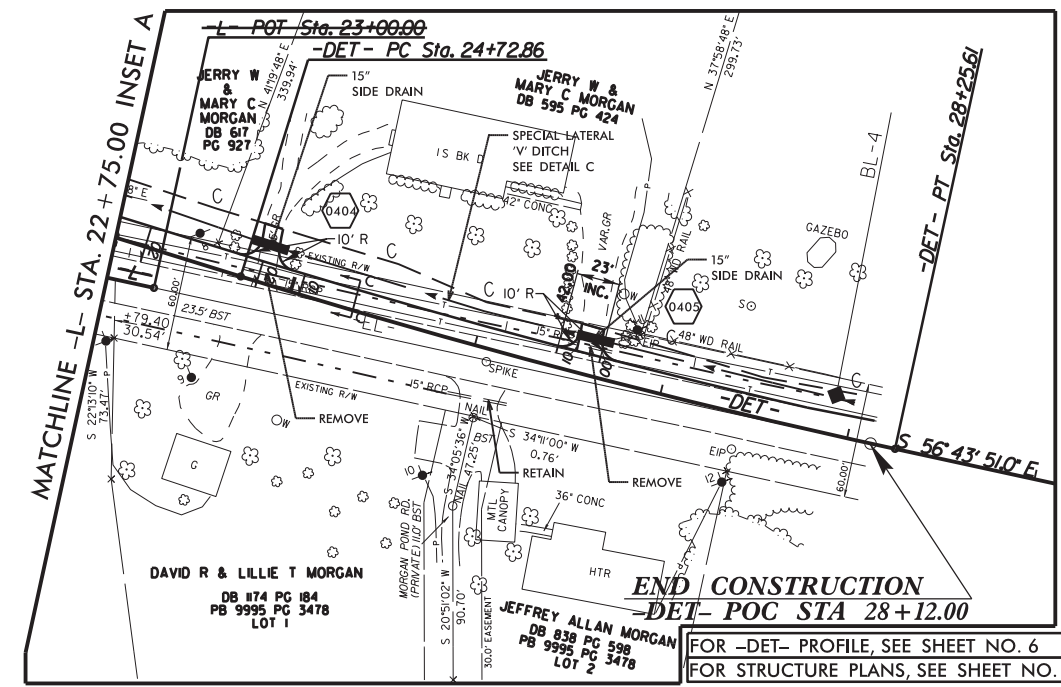 MATCHLINE -L- STA. 22 + 75.00 INSET A
-L- POT Sta. 23+00.00
-DET- PC Sta. 24+72.86
JERRY W
&
MARY C
MORGAN
DB 617
PG 927
N 41°19'48" E
339.94'
15"
SIDE DRAIN
JERRY W &
MARY C MORGAN
DB 595 PG 424
SPECIAL LATERAL
'V' DITCH
SEE DETAIL C
N 37°58'48" E
299.73'
-DET- PT Sta. 28+25.61
BL-4
1S BK D
42" CONC
VAR.GR
GAZEBO
0404
10' R
EXISTING R/W
C
C
C
C
23'
INC.
42.00
10' R
15"
SIDE DRAIN
0405
48" WD RAIL
48" WD RAIL
W
S
C
EIP
-L-
60.00'
+79.40
30.54'
23.5' BST
SPIKE
-DET-
S 56° 43' 51.0" E
S 22°13'10" W
73.47'
P
9
GR
EXISTING R/W
15" RCP
W
REMOVE
NAIL
BST
S 34°11'00" W
0.76'
RETAIN
REMOVE
EIP
12
60.00'
G
10
S 34°05'36" W
47.25'
NAIL
MTL
CANOPY
36" CONC
HTR
MORGAN POND RD.
(PRIVATE) 11.0' BST
P
S 20°51'02" W
90.70'
30.0' EASEMENT
DAVID R & LILLIE T MORGAN
DB 1174 PG 184
PB 9995 PG 3478
LOT 1
JEFFREY ALLAN MORGAN
DB 838 PG 598
PB 9995 PG 3478
LOT 2
END CONSTRUCTION
-DET- POC STA 28+12.00
FOR -DET- PROFILE, SEE SHEET NO. 6
FOR STRUCTURE PLANS, SEE SHEET NO.